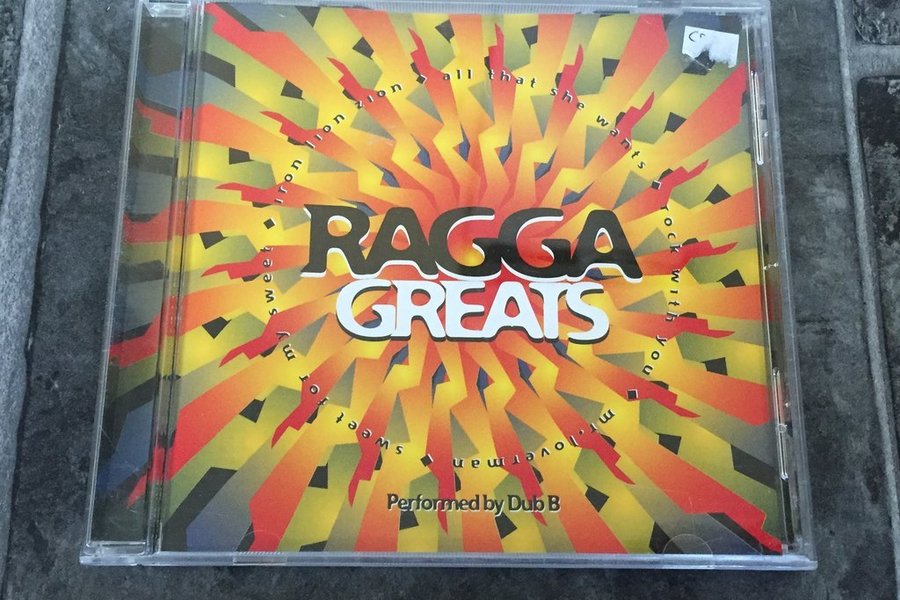 RAGGA
GREATS
iron lion zion • all that she wants • rock with you • mr. loverman • sweet for my sweet •
Performed by Dub B